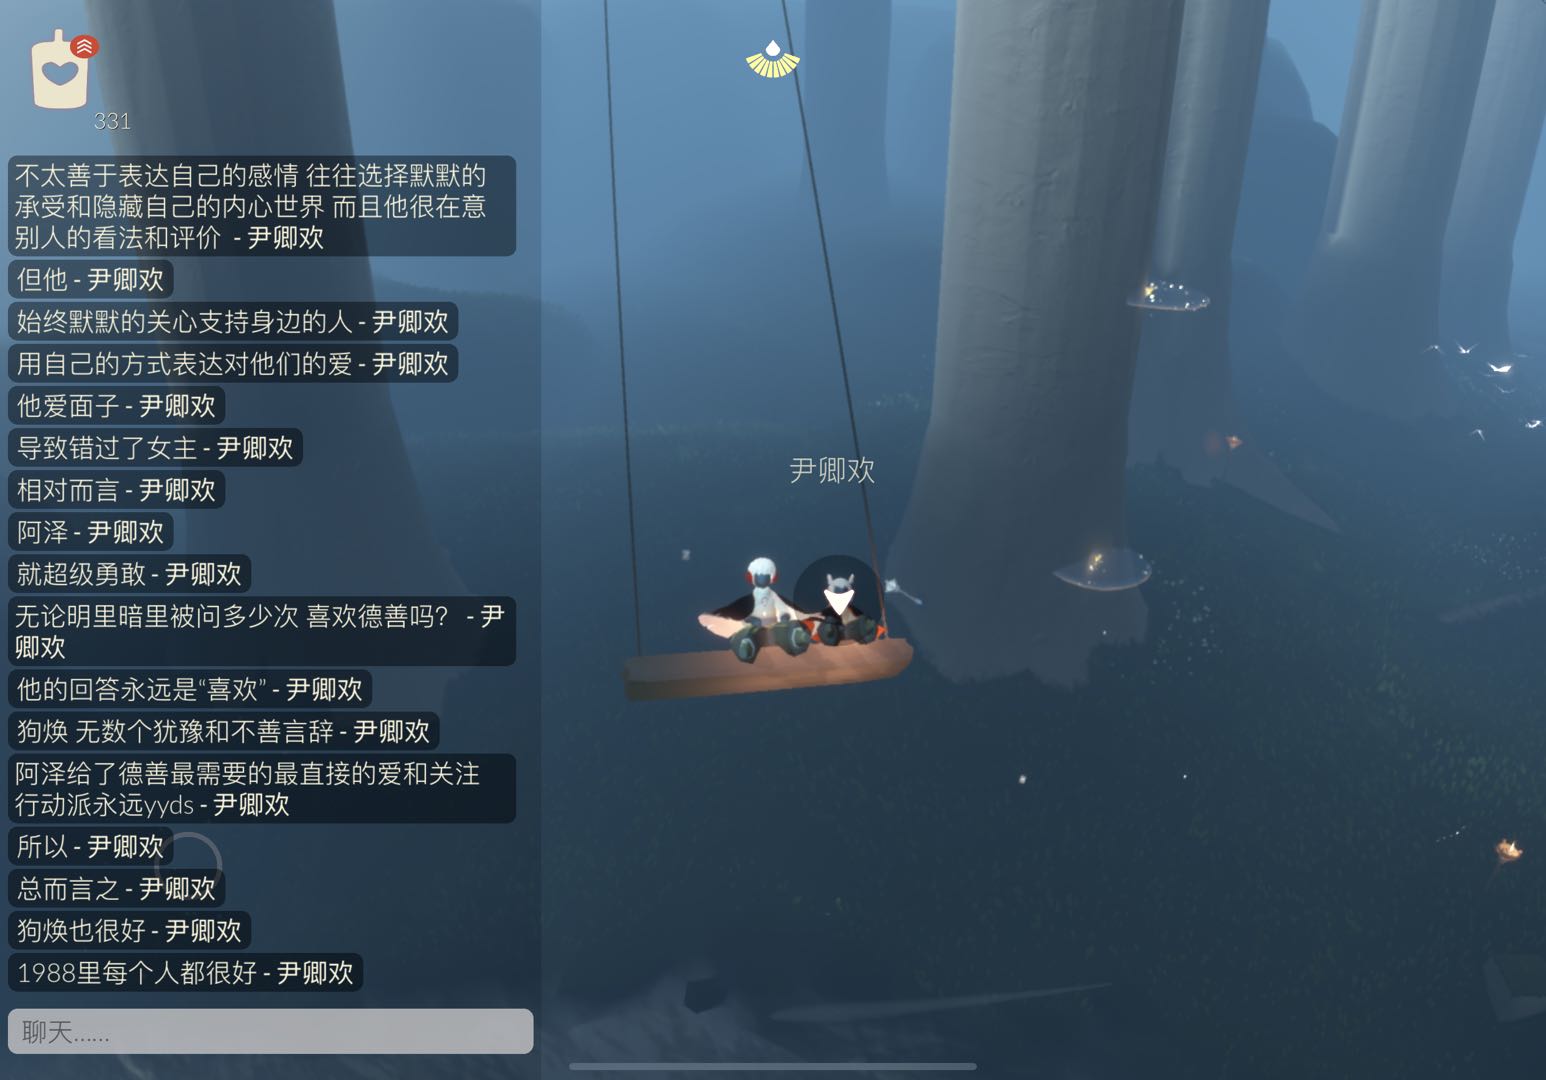 331
不太善于表达自己的感情 往往选择默默的
承受和隐藏自己的内心世界 而且他很在意
别人的看法和评价 - 尹卿欢
但他 - 尹卿欢
始终默默的关心支持身边的人 - 尹卿欢
用自己的方式表达对他们的爱 - 尹卿欢
他爱面子 - 尹卿欢
导致错过了女主 - 尹卿欢
相对而言 - 尹卿欢
阿泽 - 尹卿欢
就超级勇敢 - 尹卿欢
无论明里暗里被问多少次 喜欢德善吗？ - 尹
卿欢
他的回答永远是“喜欢” - 尹卿欢
狗焕 无数个犹豫和不善言辞 - 尹卿欢
阿泽给了德善最需要的最直接的爱和关注
行动派永远yyds - 尹卿欢
所以 - 尹卿欢
总而言之 - 尹卿欢
狗焕也很好 - 尹卿欢
1988里每个人都很好 - 尹卿欢
聊天......
尹卿欢